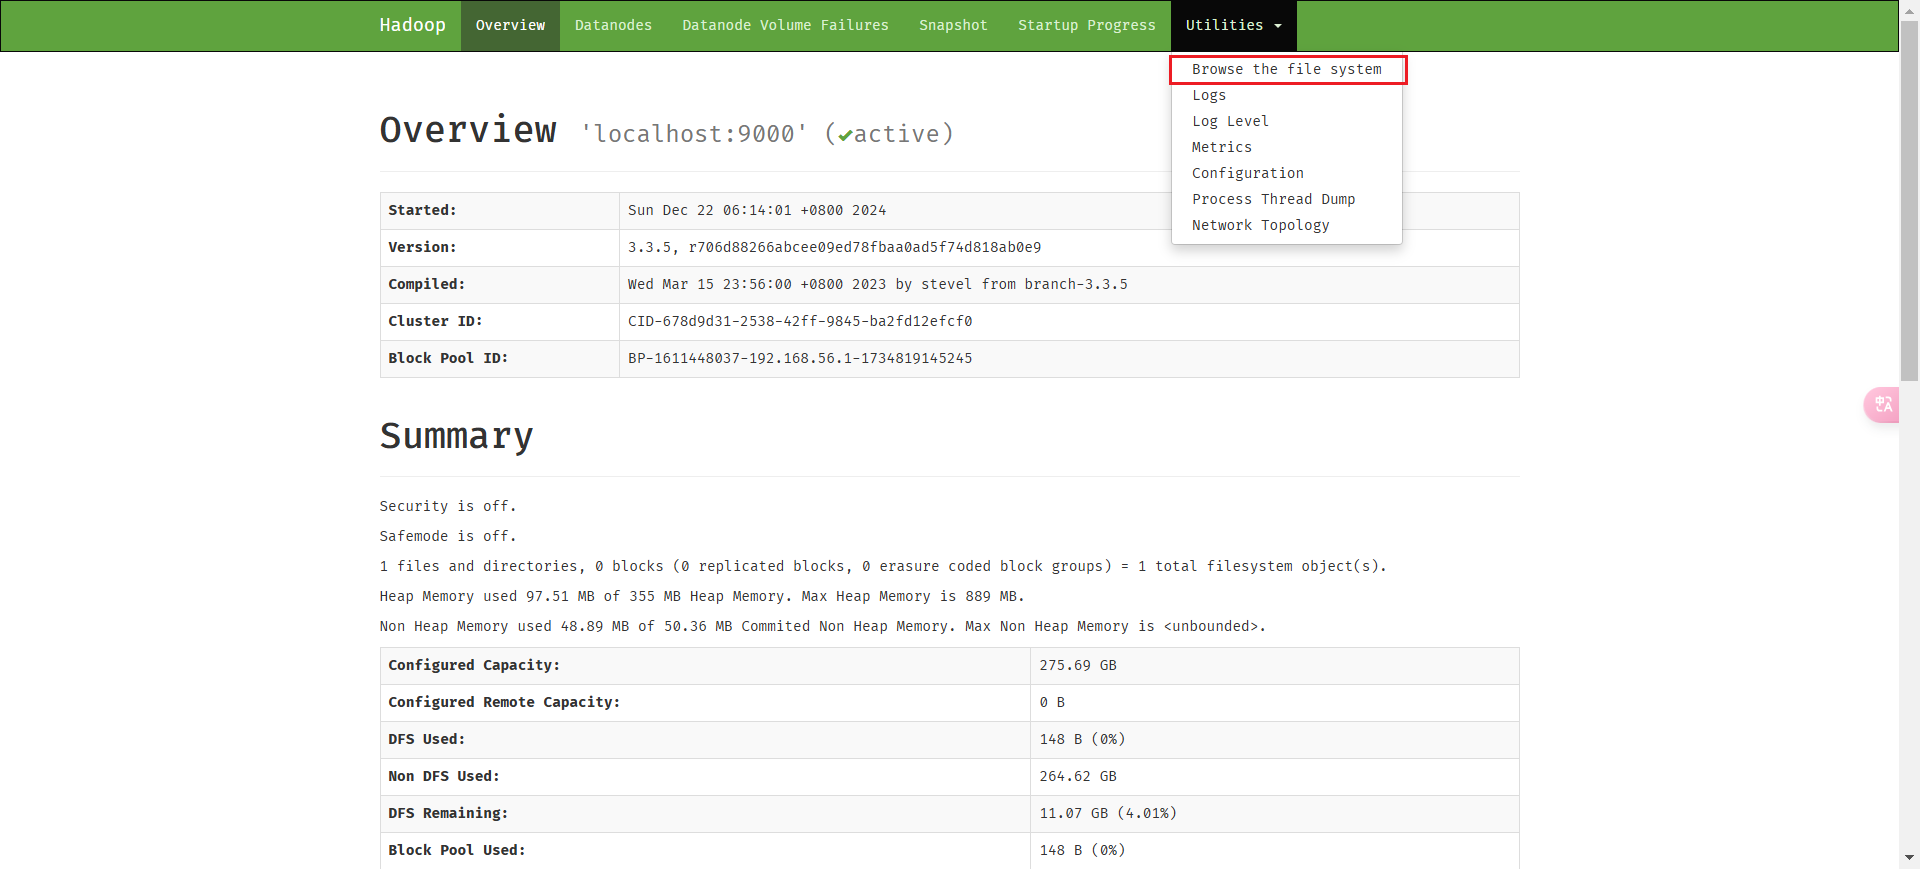 Hadoop Overview Datanodes Datanode Volume Failures Snapshot Startup Progress Utilities
Browse the file system
Logs
Log Level
Metrics
Configuration
Process Thread Dump
Network Topology
Overview 'localhost:9000' (✔active)
Started: Sun Dec 22 06:14:01 +0800 2024
Version: 3.3.5, r706d88266abcee09ed78fbaa0ad5f74d818ab0e9
Compiled: Wed Mar 15 23:56:00 +0800 2023 by stevel from branch-3.3.5
Cluster ID: CID-678d9d31-2538-42ff-9845-ba2fd12efcf0
Block Pool ID: BP-1611448037-192.168.56.1-1734819145245
Summary
Security is off.
Safemode is off.
1 files and directories, 0 blocks (0 replicated blocks, 0 erasure coded block groups) = 1 total filesystem object(s).
Heap Memory used 97.51 MB of 355 MB Heap Memory. Max Heap Memory is 889 MB.
Non Heap Memory used 48.89 MB of 50.36 MB Commited Non Heap Memory. Max Non Heap Memory is <unbounded>.
Configured Capacity: 275.69 GB
Configured Remote Capacity: 0 B
DFS Used: 148 B (0%)
Non DFS Used: 264.62 GB
DFS Remaining: 11.07 GB (4.01%)
Block Pool Used: 148 B (0%)
中A